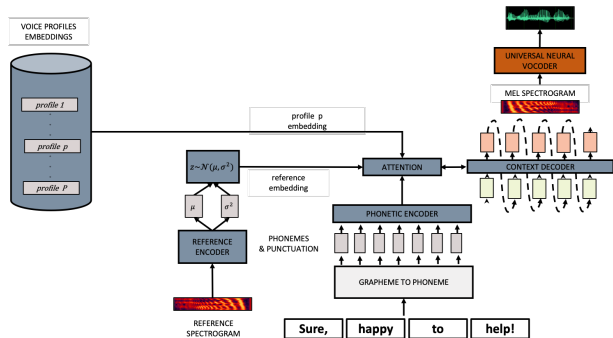 VOICE PROFILES
EMBEDDINGS
profile 1
profile p
profile P
profile p
embedding
UNIVERSAL NEURAL
VOCODER
MEL SPECTROGRAM
z~N(μ, σ²)
reference
embedding
ATTENTION
CONTEXT DECODER
μ
σ²
PHONETIC ENCODER
REFERENCE
ENCODER
PHONEMES
& PUNCTUATION
GRAPHEME TO PHONEME
REFERENCE
SPECTROGRAM
Sure, happy to help!